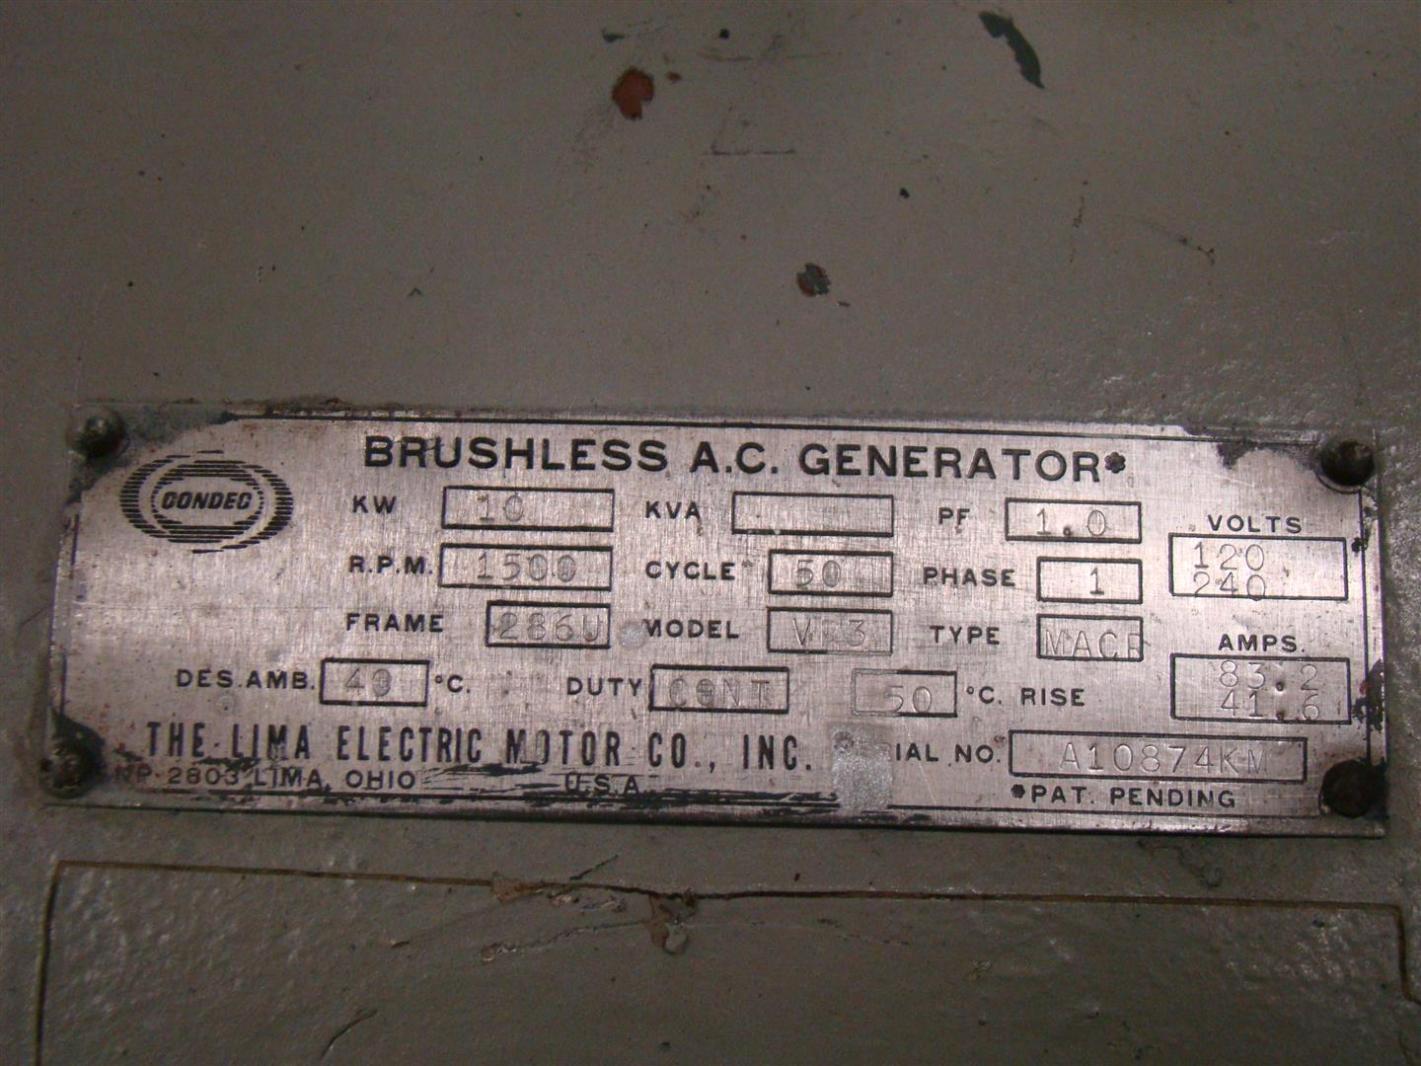 BRUSHLESS A.C. GENERATOR*
CONDEC
KW 10 KVA PF 1.0 VOLTS
R.P.M. 1500 CYCLE 50 PHASE 1 120
240
FRAME 286U MODEL TYPE AMPS.
DES. AMB. 40 °C. DUTY CONT 50 °C. RISE 83.2
41.6
THE LIMA ELECTRIC MOTOR CO., INC. IAL NO. A10874KM
NP 2803 LIMA, OHIO U.S.A. *PAT. PENDING